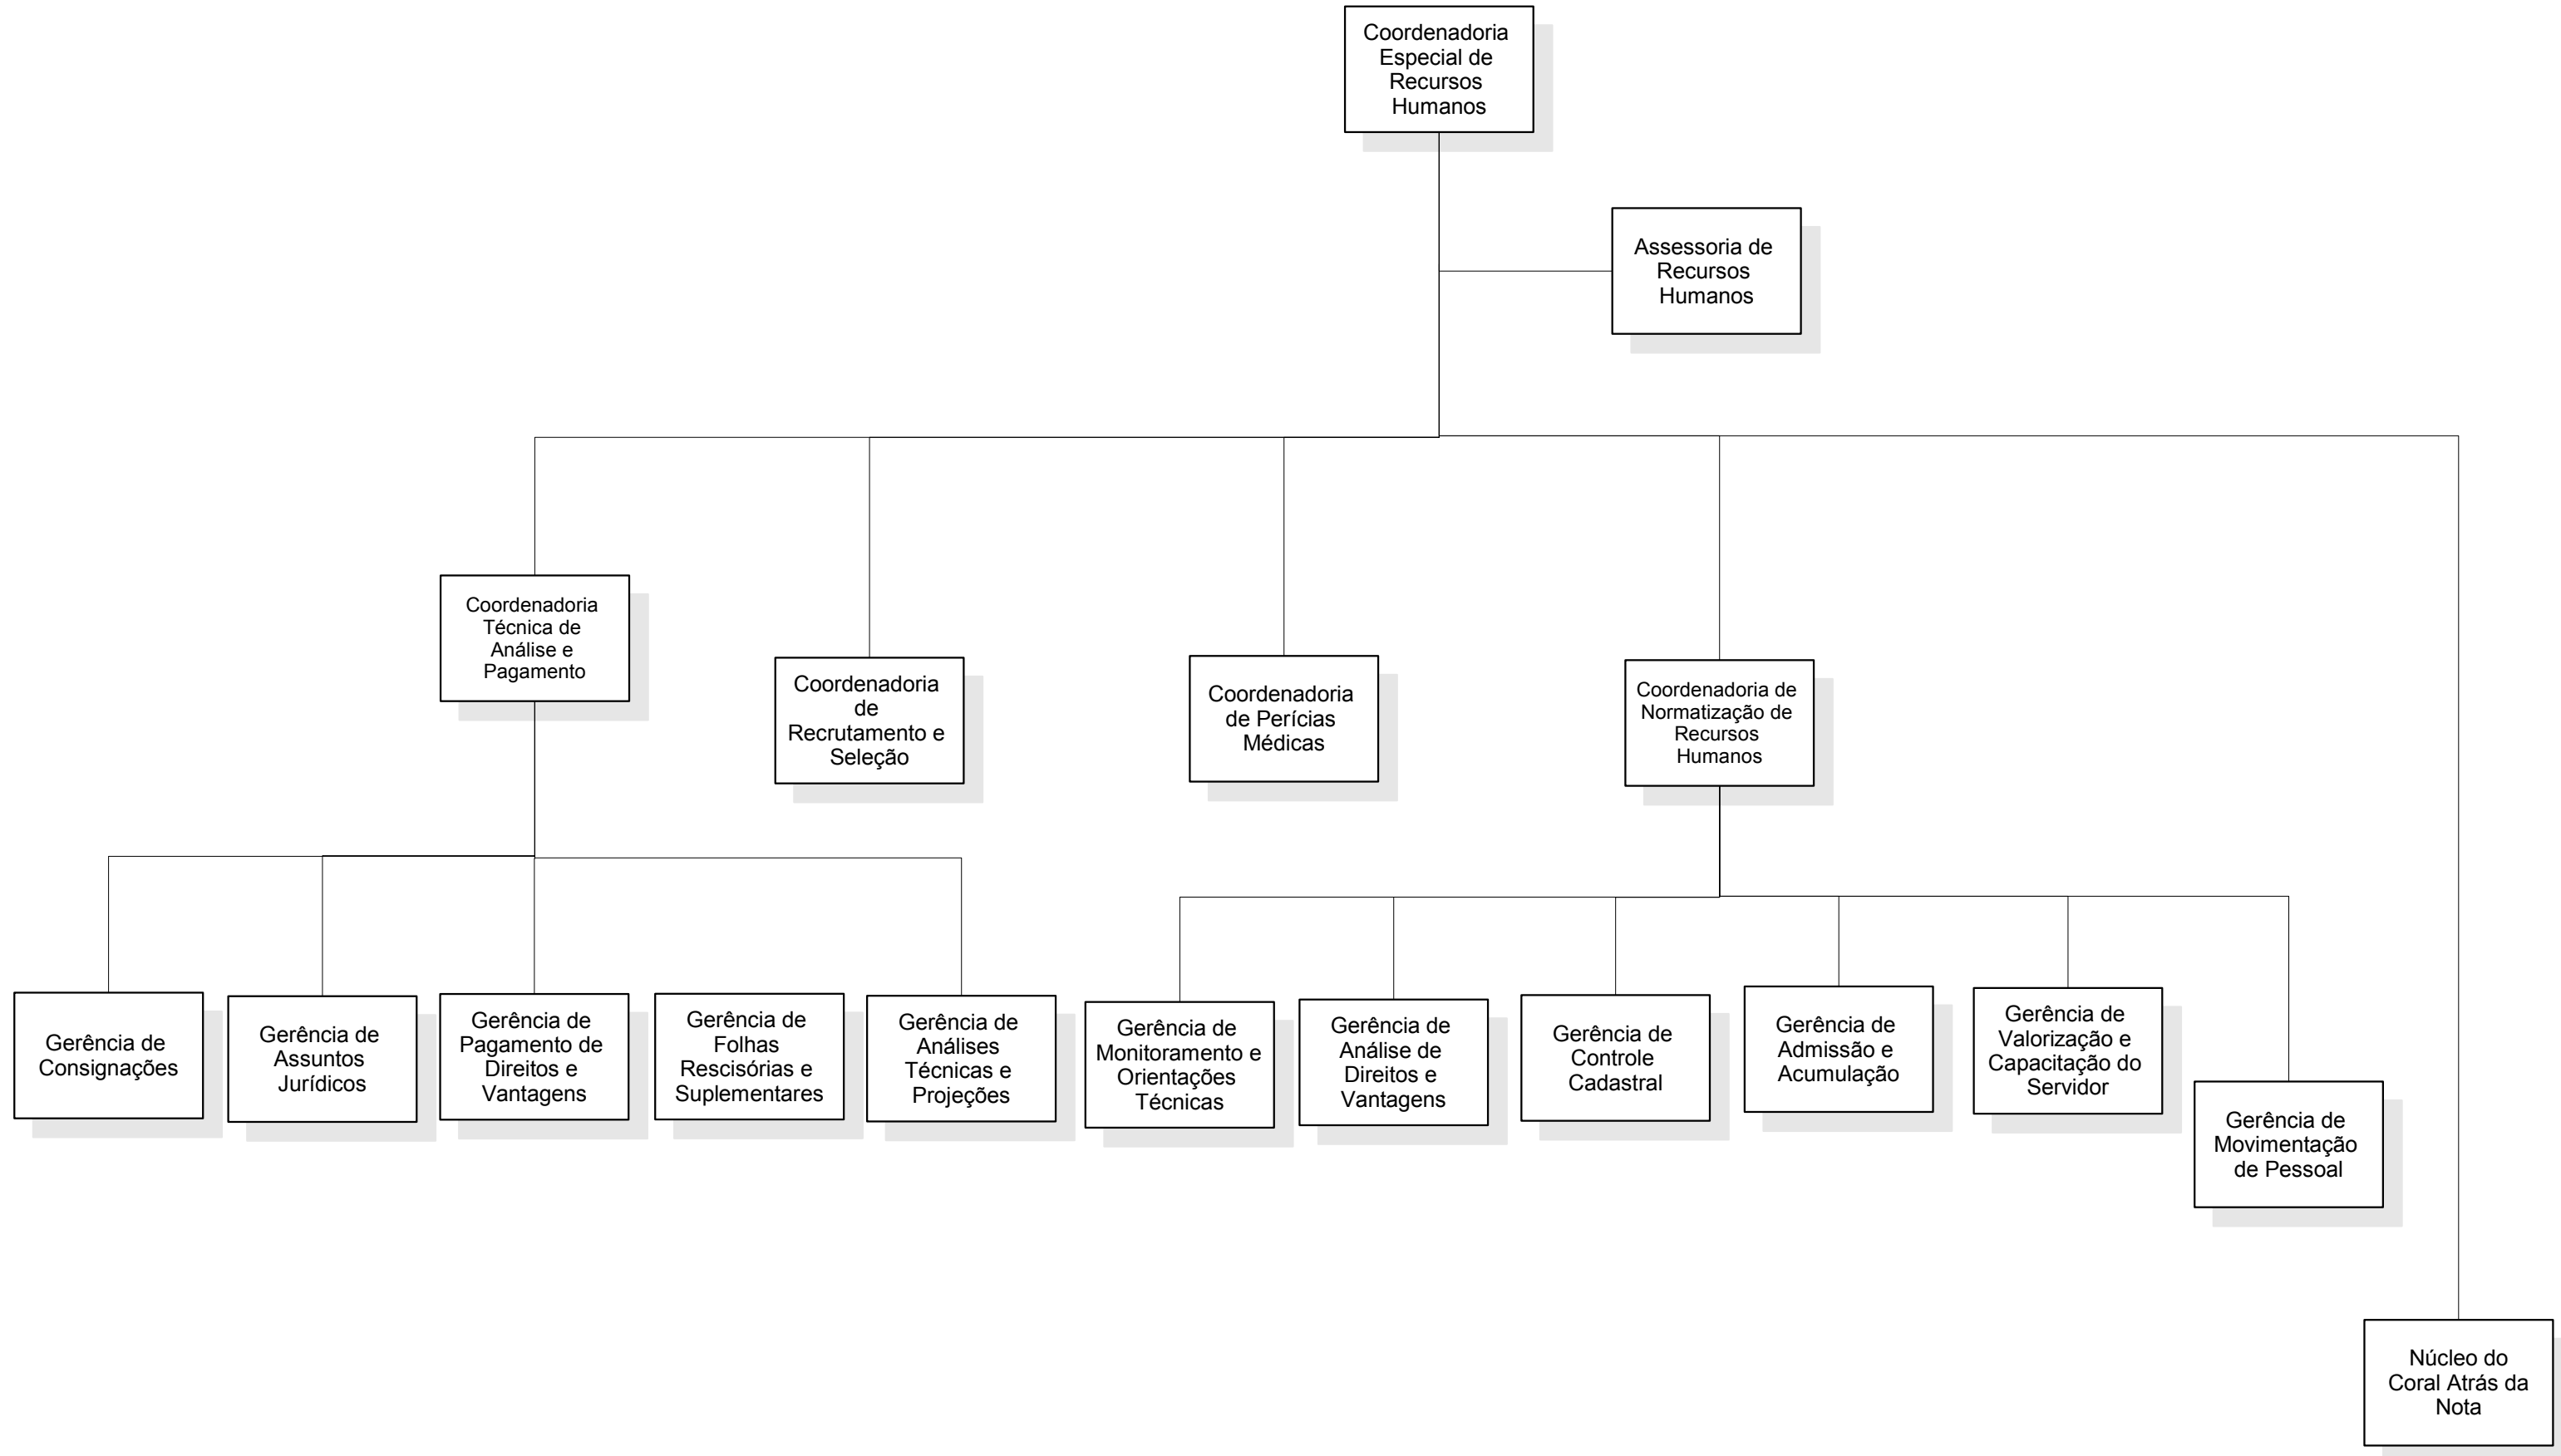 Coordenadoria
Especial de
Recursos
Humanos
Assessoria de
Recursos
Humanos
Coordenadoria
Técnica de
Análise e
Pagamento
Coordenadoria
de
Recrutamento e
Seleção
Coordenadoria
de Perícias
Médicas
Coordenadoria de
Normatização de
Recursos
Humanos
Gerência de
Consignações
Gerência de
Assuntos
Jurídicos
Gerência de
Pagamento de
Direitos e
Vantagens
Gerência de
Folhas
Rescisórias e
Suplementares
Gerência de
Análises
Técnicas e
Projeções
Gerência de
Monitoramento e
Orientações
Técnicas
Gerência de
Análise de
Direitos e
Vantagens
Gerência de
Controle
Cadastral
Gerência de
Admissão e
Acumulação
Gerência de
Valorização e
Capacitação do
Servidor
Gerência de
Movimentação
de Pessoal
Núcleo do
Coral Atrás da
Nota